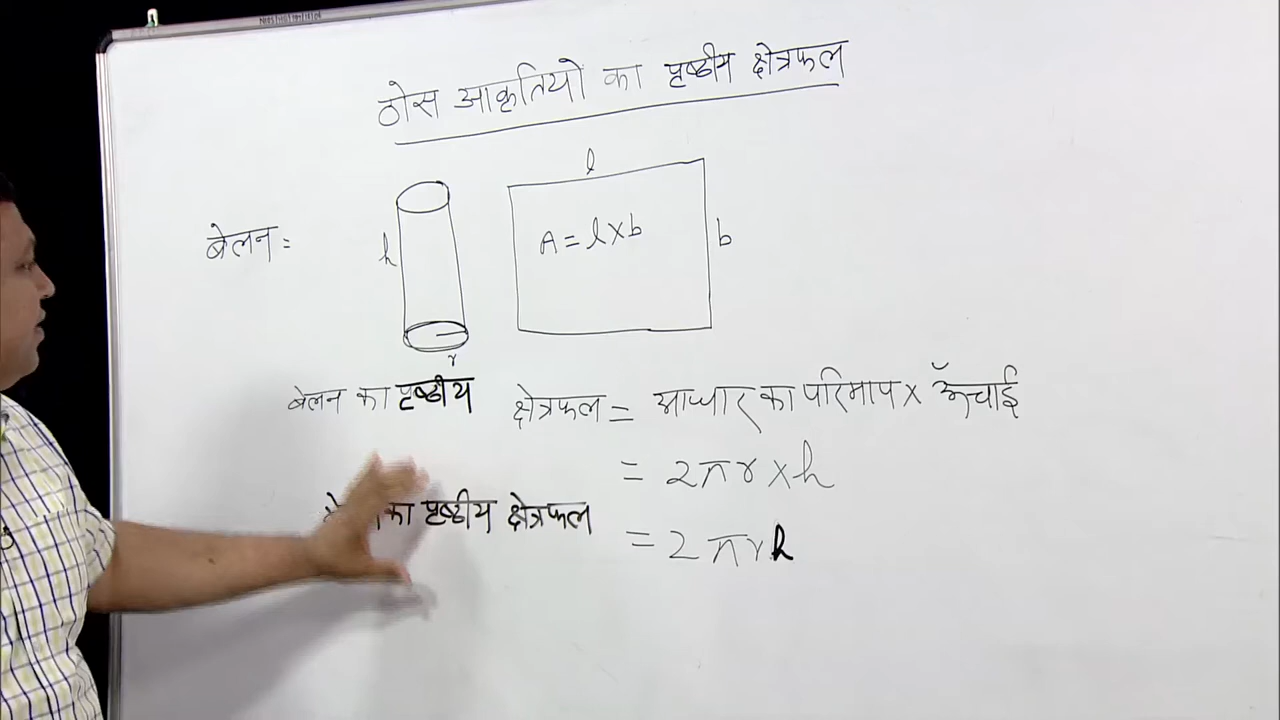 ठोस आकृतियों का पृष्ठीय क्षेत्रफल
l
बेलन =
h
A = l × b
b
r
बेलन का पृष्ठीय क्षेत्रफल = आधार का परिमाप × ऊँचाई
= 2πr × h
का पृष्ठीय क्षेत्रफल = 2πrh